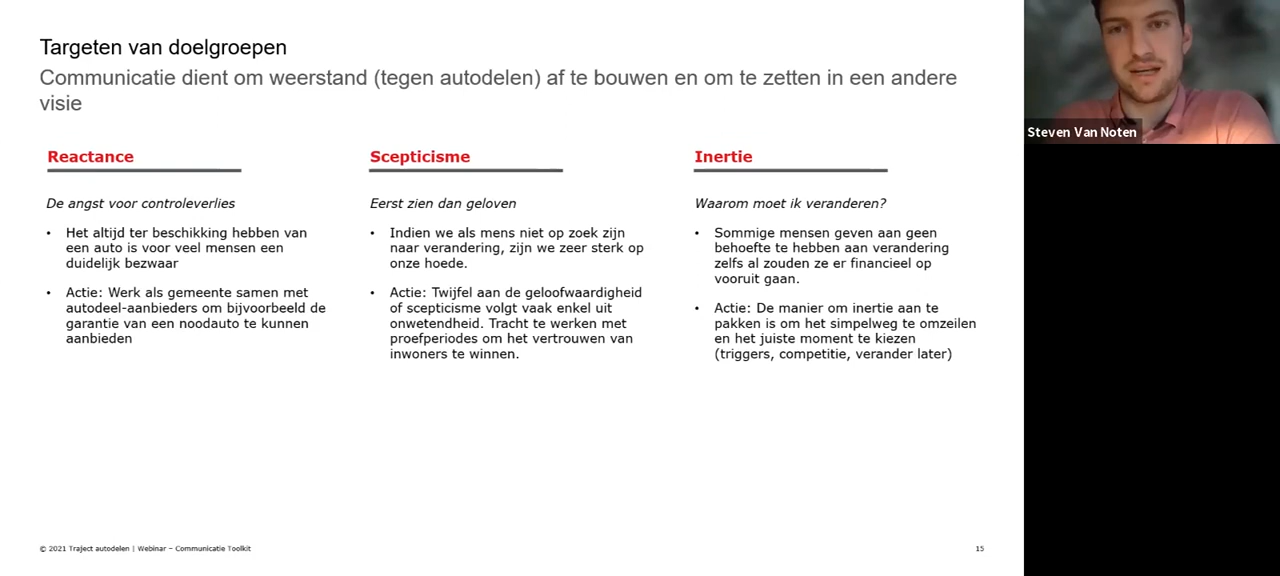 Targeten van doelgroepen
Communicatie dient om weerstand (tegen autodelen) af te bouwen en om te zetten in een andere
visie
Reactance
De angst voor controleverlies
• Het altijd ter beschikking hebben van
een auto is voor veel mensen een
duidelijk bezwaar
• Actie: Werk als gemeente samen met
autodeel-aanbieders om bijvoorbeeld de
garantie van een noodauto te kunnen
aanbieden
Scepticisme
Eerst zien dan geloven
• Indien we als mens niet op zoek zijn
naar verandering, zijn we zeer sterk op
onze hoede.
• Actie: Twijfel aan de geloofwaardigheid
of scepticisme volgt vaak enkel uit
onwetendheid. Tracht te werken met
proefperiodes om het vertrouwen van
inwoners te winnen.
Inertie
Waarom moet ik veranderen?
• Sommige mensen geven aan geen
behoefte te hebben aan verandering
zelfs al zouden ze er financieel op
vooruit gaan.
• Actie: De manier om inertie aan te
pakken is om het simpelweg te omzeilen
en het juiste moment te kiezen
(triggers, competitie, verander later)
© 2021 Traject autodelen | Webinar – Communicatie Toolkit
15
Steven Van Noten